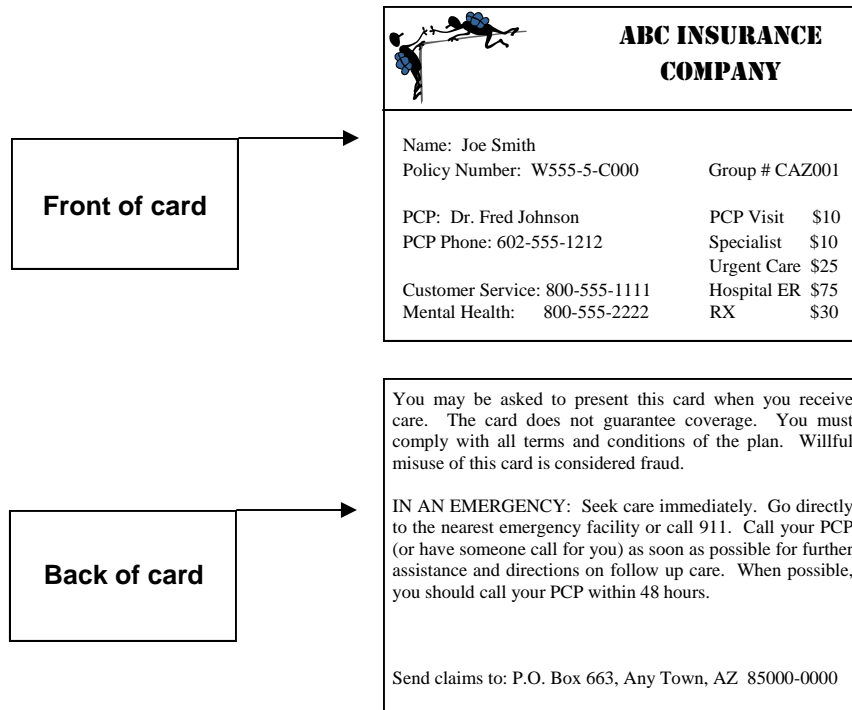 ABC INSURANCE
COMPANY
Front of card
Name: Joe Smith
Policy Number: W555-5-C000 Group # CAZ001
PCP: Dr. Fred Johnson PCP Visit $10
PCP Phone: 602-555-1212 Specialist $10
Urgent Care $25
Customer Service: 800-555-1111 Hospital ER $75
Mental Health: 800-555-2222 RX $30
Back of card
You may be asked to present this card when you receive
care. The card does not guarantee coverage. You must
comply with all terms and conditions of the plan. Willful
misuse of this card is considered fraud.
IN AN EMERGENCY: Seek care immediately. Go directly
to the nearest emergency facility or call 911. Call your PCP
(or have someone call for you) as soon as possible for further
assistance and directions on follow up care. When possible,
you should call your PCP within 48 hours.
Send claims to: P.O. Box 663, Any Town, AZ 85000-0000